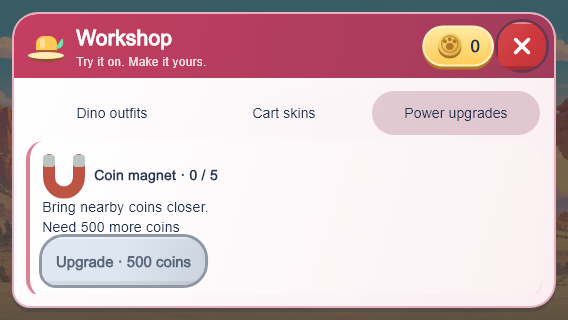 Workshop
Try it on. Make it yours.
0
Dino outfits
Cart skins
Power upgrades
Coin magnet · 0 / 5
Bring nearby coins closer.
Need 500 more coins
Upgrade · 500 coins